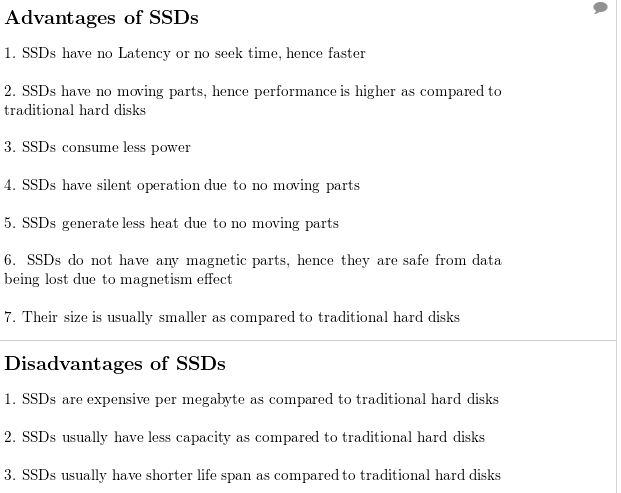 Advantages of SSDs
1. SSDs have no Latency or no seek time, hence faster
2. SSDs have no moving parts, hence performance is higher as compared to
traditional hard disks
3. SSDs consume less power
4. SSDs have silent operation due to no moving parts
5. SSDs generate less heat due to no moving parts
6. SSDs do not have any magnetic parts, hence they are safe from data
being lost due to magnetism effect
7. Their size is usually smaller as compared to traditional hard disks
Disadvantages of SSDs
1. SSDs are expensive per megabyte as compared to traditional hard disks
2. SSDs usually have less capacity as compared to traditional hard disks
3. SSDs usually have shorter life span as compared to traditional hard disks